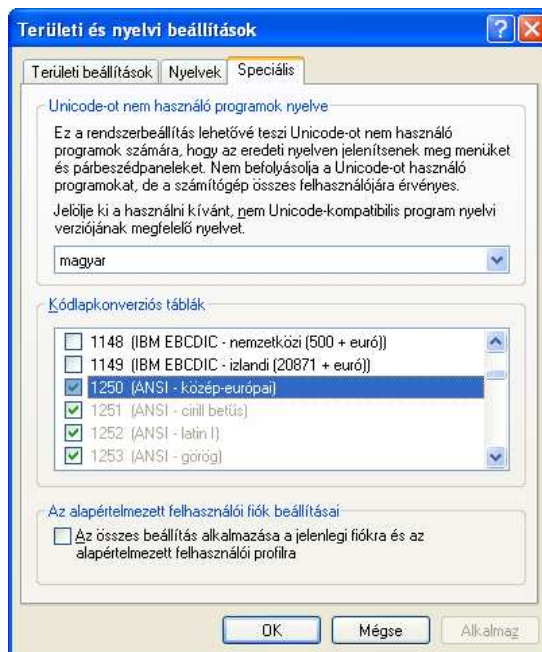 Területi és nyelvi beállítások
Területi beállítások Nyelvek Speciális
Unicode-ot nem használó programok nyelve
Ez a rendszerbeállítás lehetővé teszi Unicode-ot nem használó
programok számára, hogy az eredeti nyelven jelenítsenek meg menüket
és párbeszédpaneleket. Nem befolyásolja a Unicode-ot használó
programokat, de a számítógép összes felhasználójára érvényes.
Jelölje ki a használni kívánt, nem Unicode-kompatibilis program nyelvi
verziójának megfelelő nyelvet.
magyar
Kódlapkonverziós táblák
1148 (IBM EBCDIC - nemzetközi (500 + euró))
1149 (IBM EBCDIC - izlandi (20871 + euró))
1250 (ANSI - közép-európai)
1251 (ANSI - cirill betűs)
1252 (ANSI - latin I)
1253 (ANSI - görög)
Az alapértelmezett felhasználói fiók beállításai
Az összes beállítás alkalmazása a jelenlegi fiókra és az
alapértelmezett felhasználói profilra
OK Mégse Alkalmaz